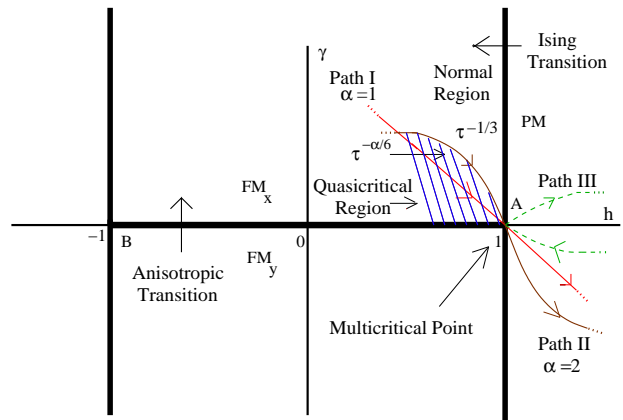 γ
Path I
α=1
Normal
Region
Ising
Transition
PM
τ^{-1/3}
τ^{-α/6}
Quasicritical
Region
FM_x
Path III
A
h
−1
B
0
1
FM_y
Anisotropic
Transition
Multicritical Point
Path II
α=2